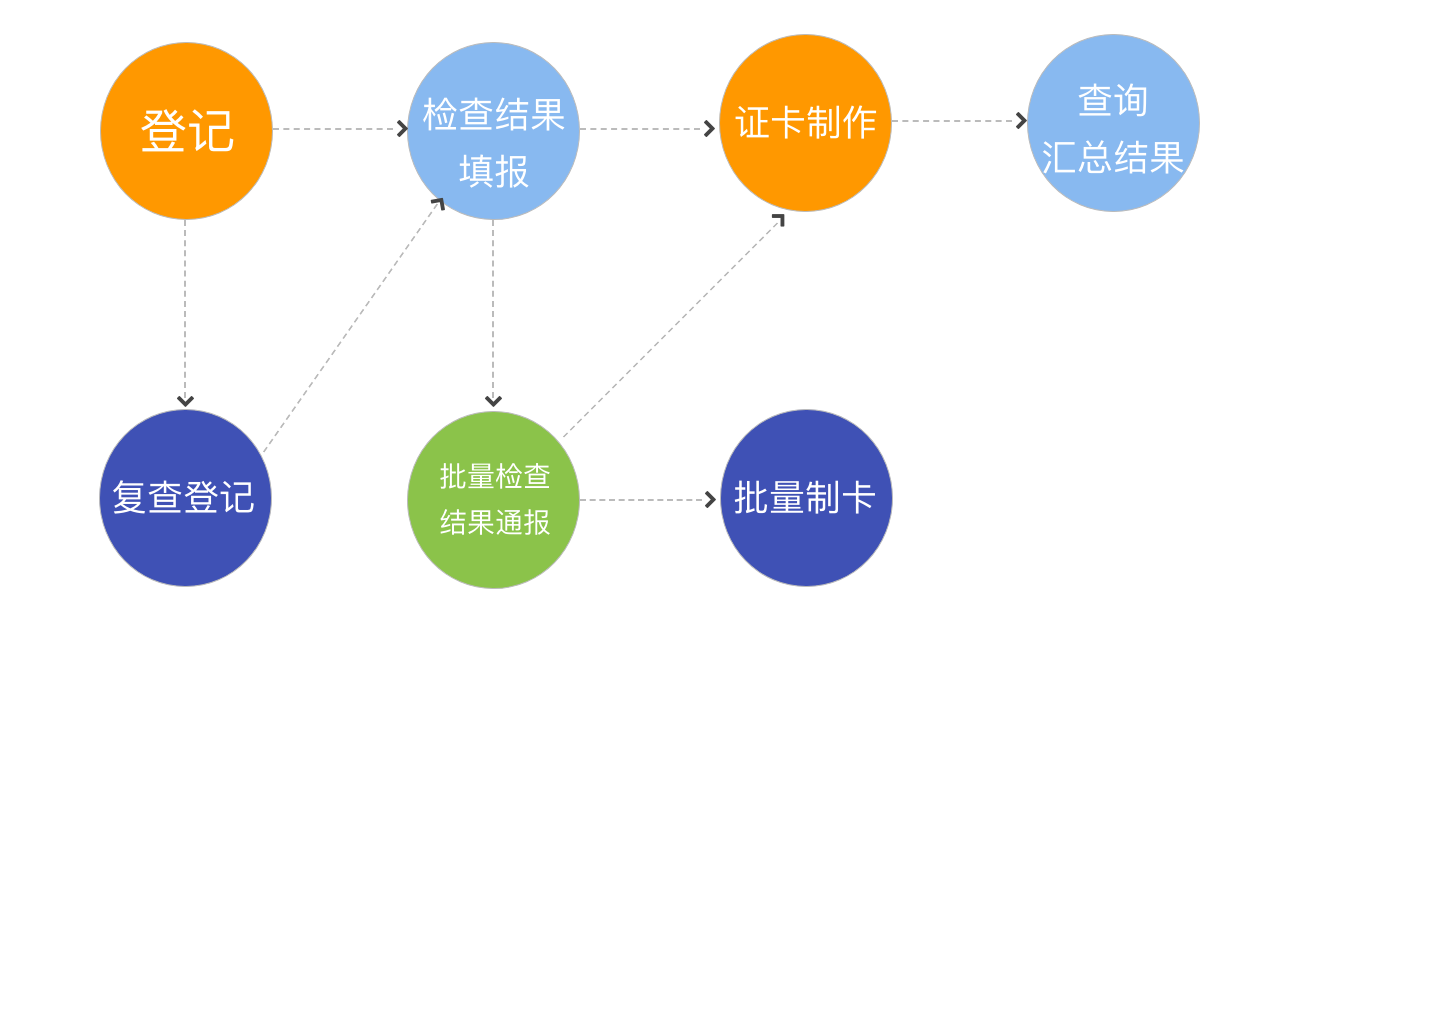 登记
检查结果
填报
证卡制作
查询
汇总结果
复查登记
批量检查
结果通报
批量制卡